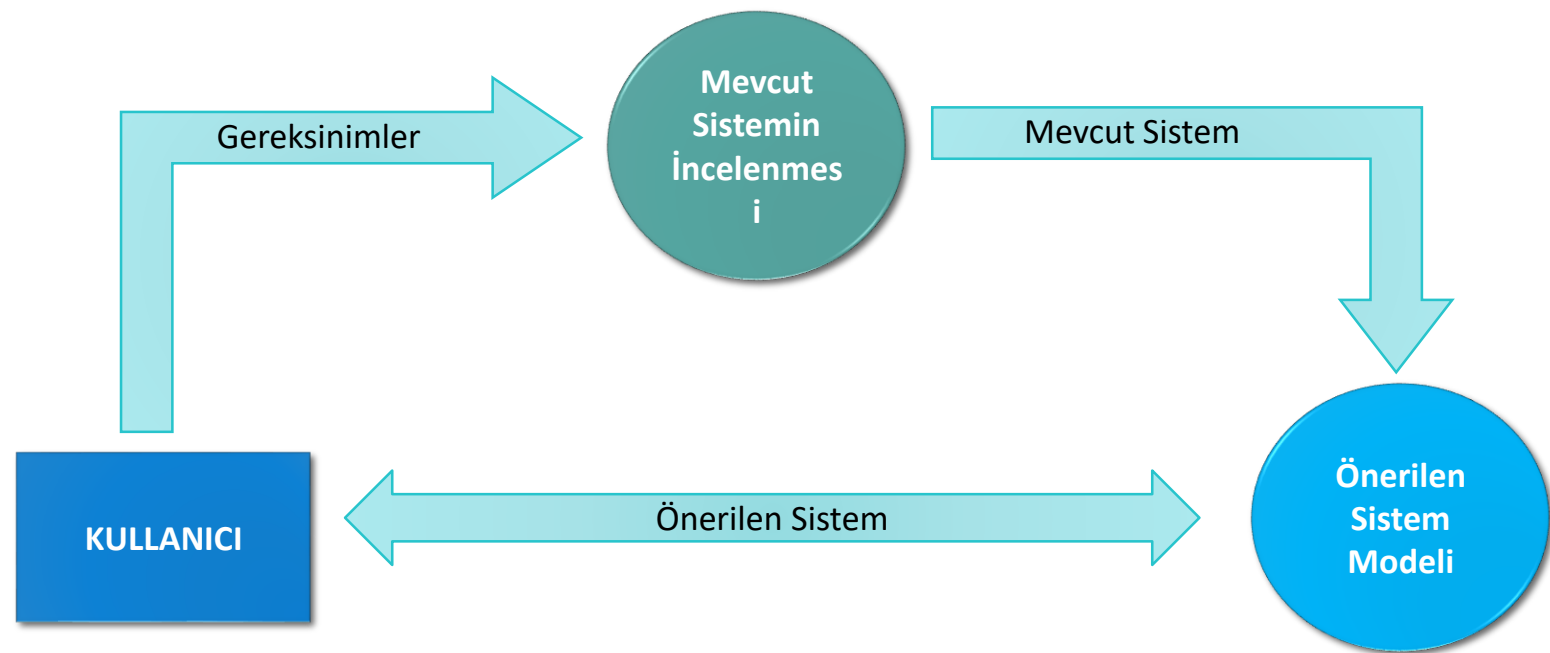 Mevcut
Sistemin
İncelenmes
i
Gereksinimler
Mevcut Sistem
Önerilen
Sistem
Modeli
Önerilen Sistem
KULLANICI